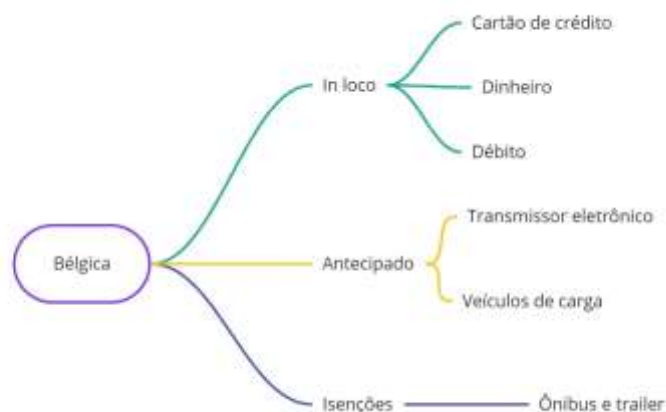 Bélgica
In loco
Cartão de crédito
Dinheiro
Débito
Antecipado
Transmissor eletrônico
Veículos de carga
Isenções
Ônibus e trailer